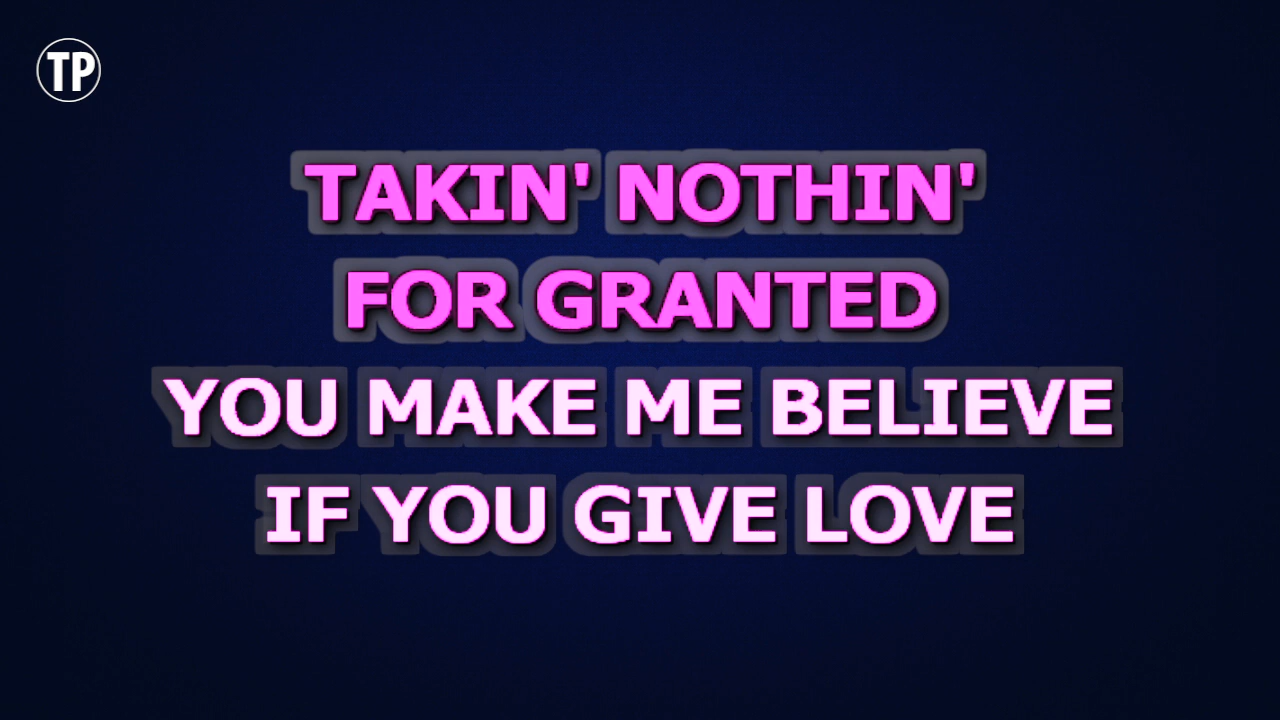 TP
TAKIN' NOTHIN'
FOR GRANTED
YOU MAKE ME BELIEVE
IF YOU GIVE LOVE